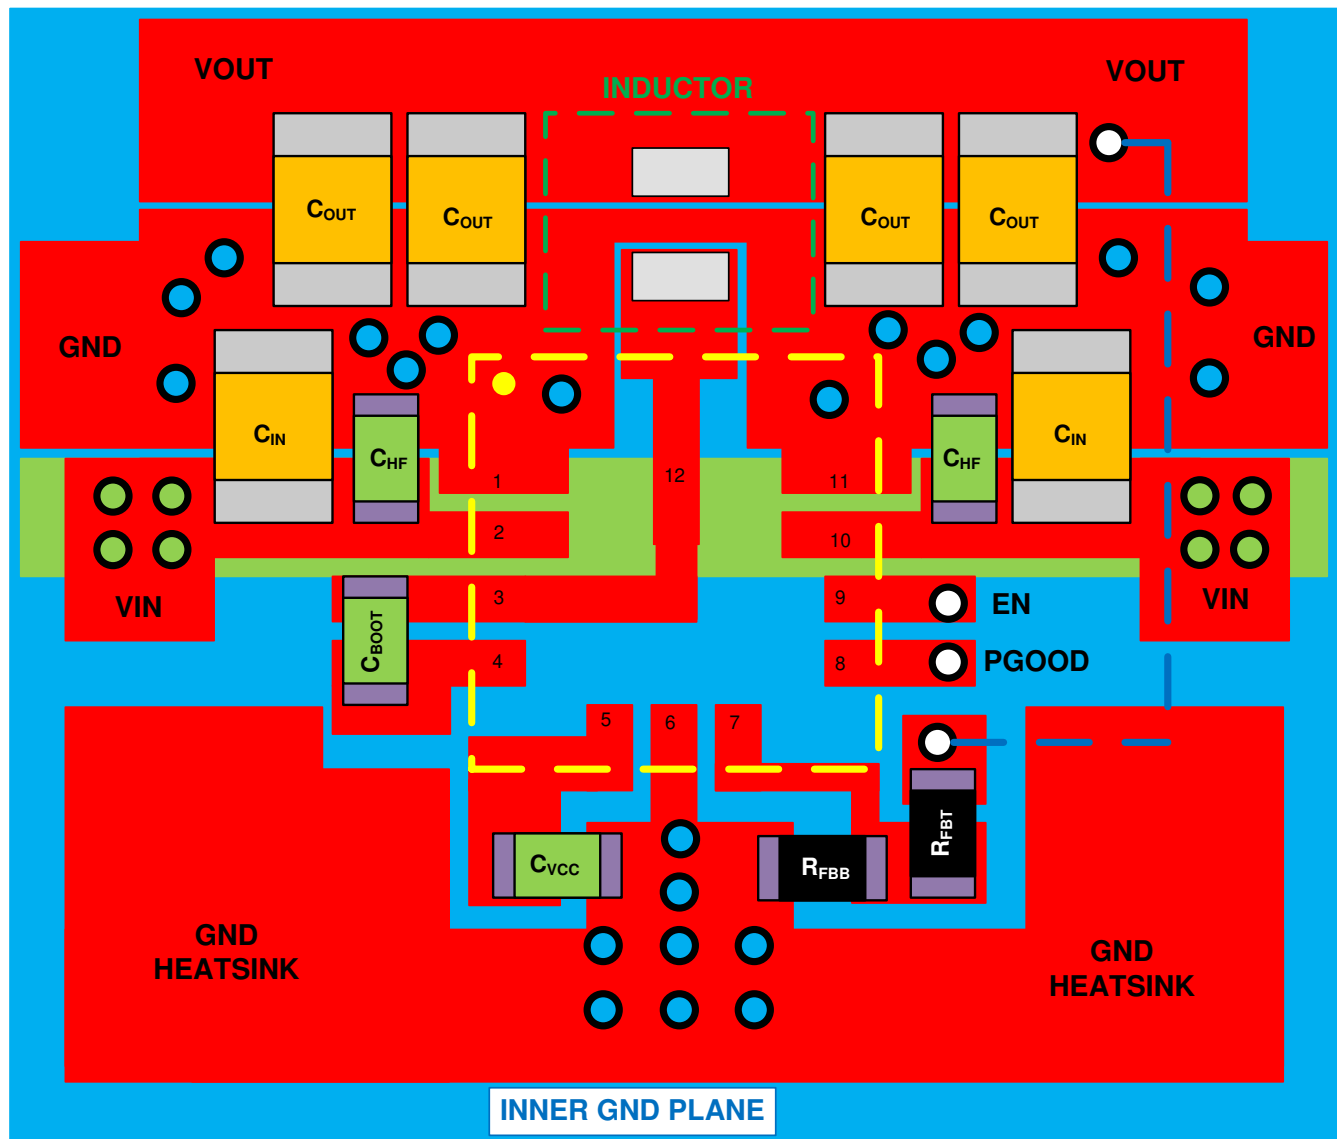 VOUT
VOUT
INDUCTOR
COUT
COUT
COUT
COUT
GND
GND
CIN
CHF
CHF
CIN
1
12
11
2
10
VIN
3
9
EN
VIN
CBOOT
4
8
PGOOD
5
6
7
CVCC
RFBB
RFBT
GND
HEATSINK
GND
HEATSINK
INNER GND PLANE